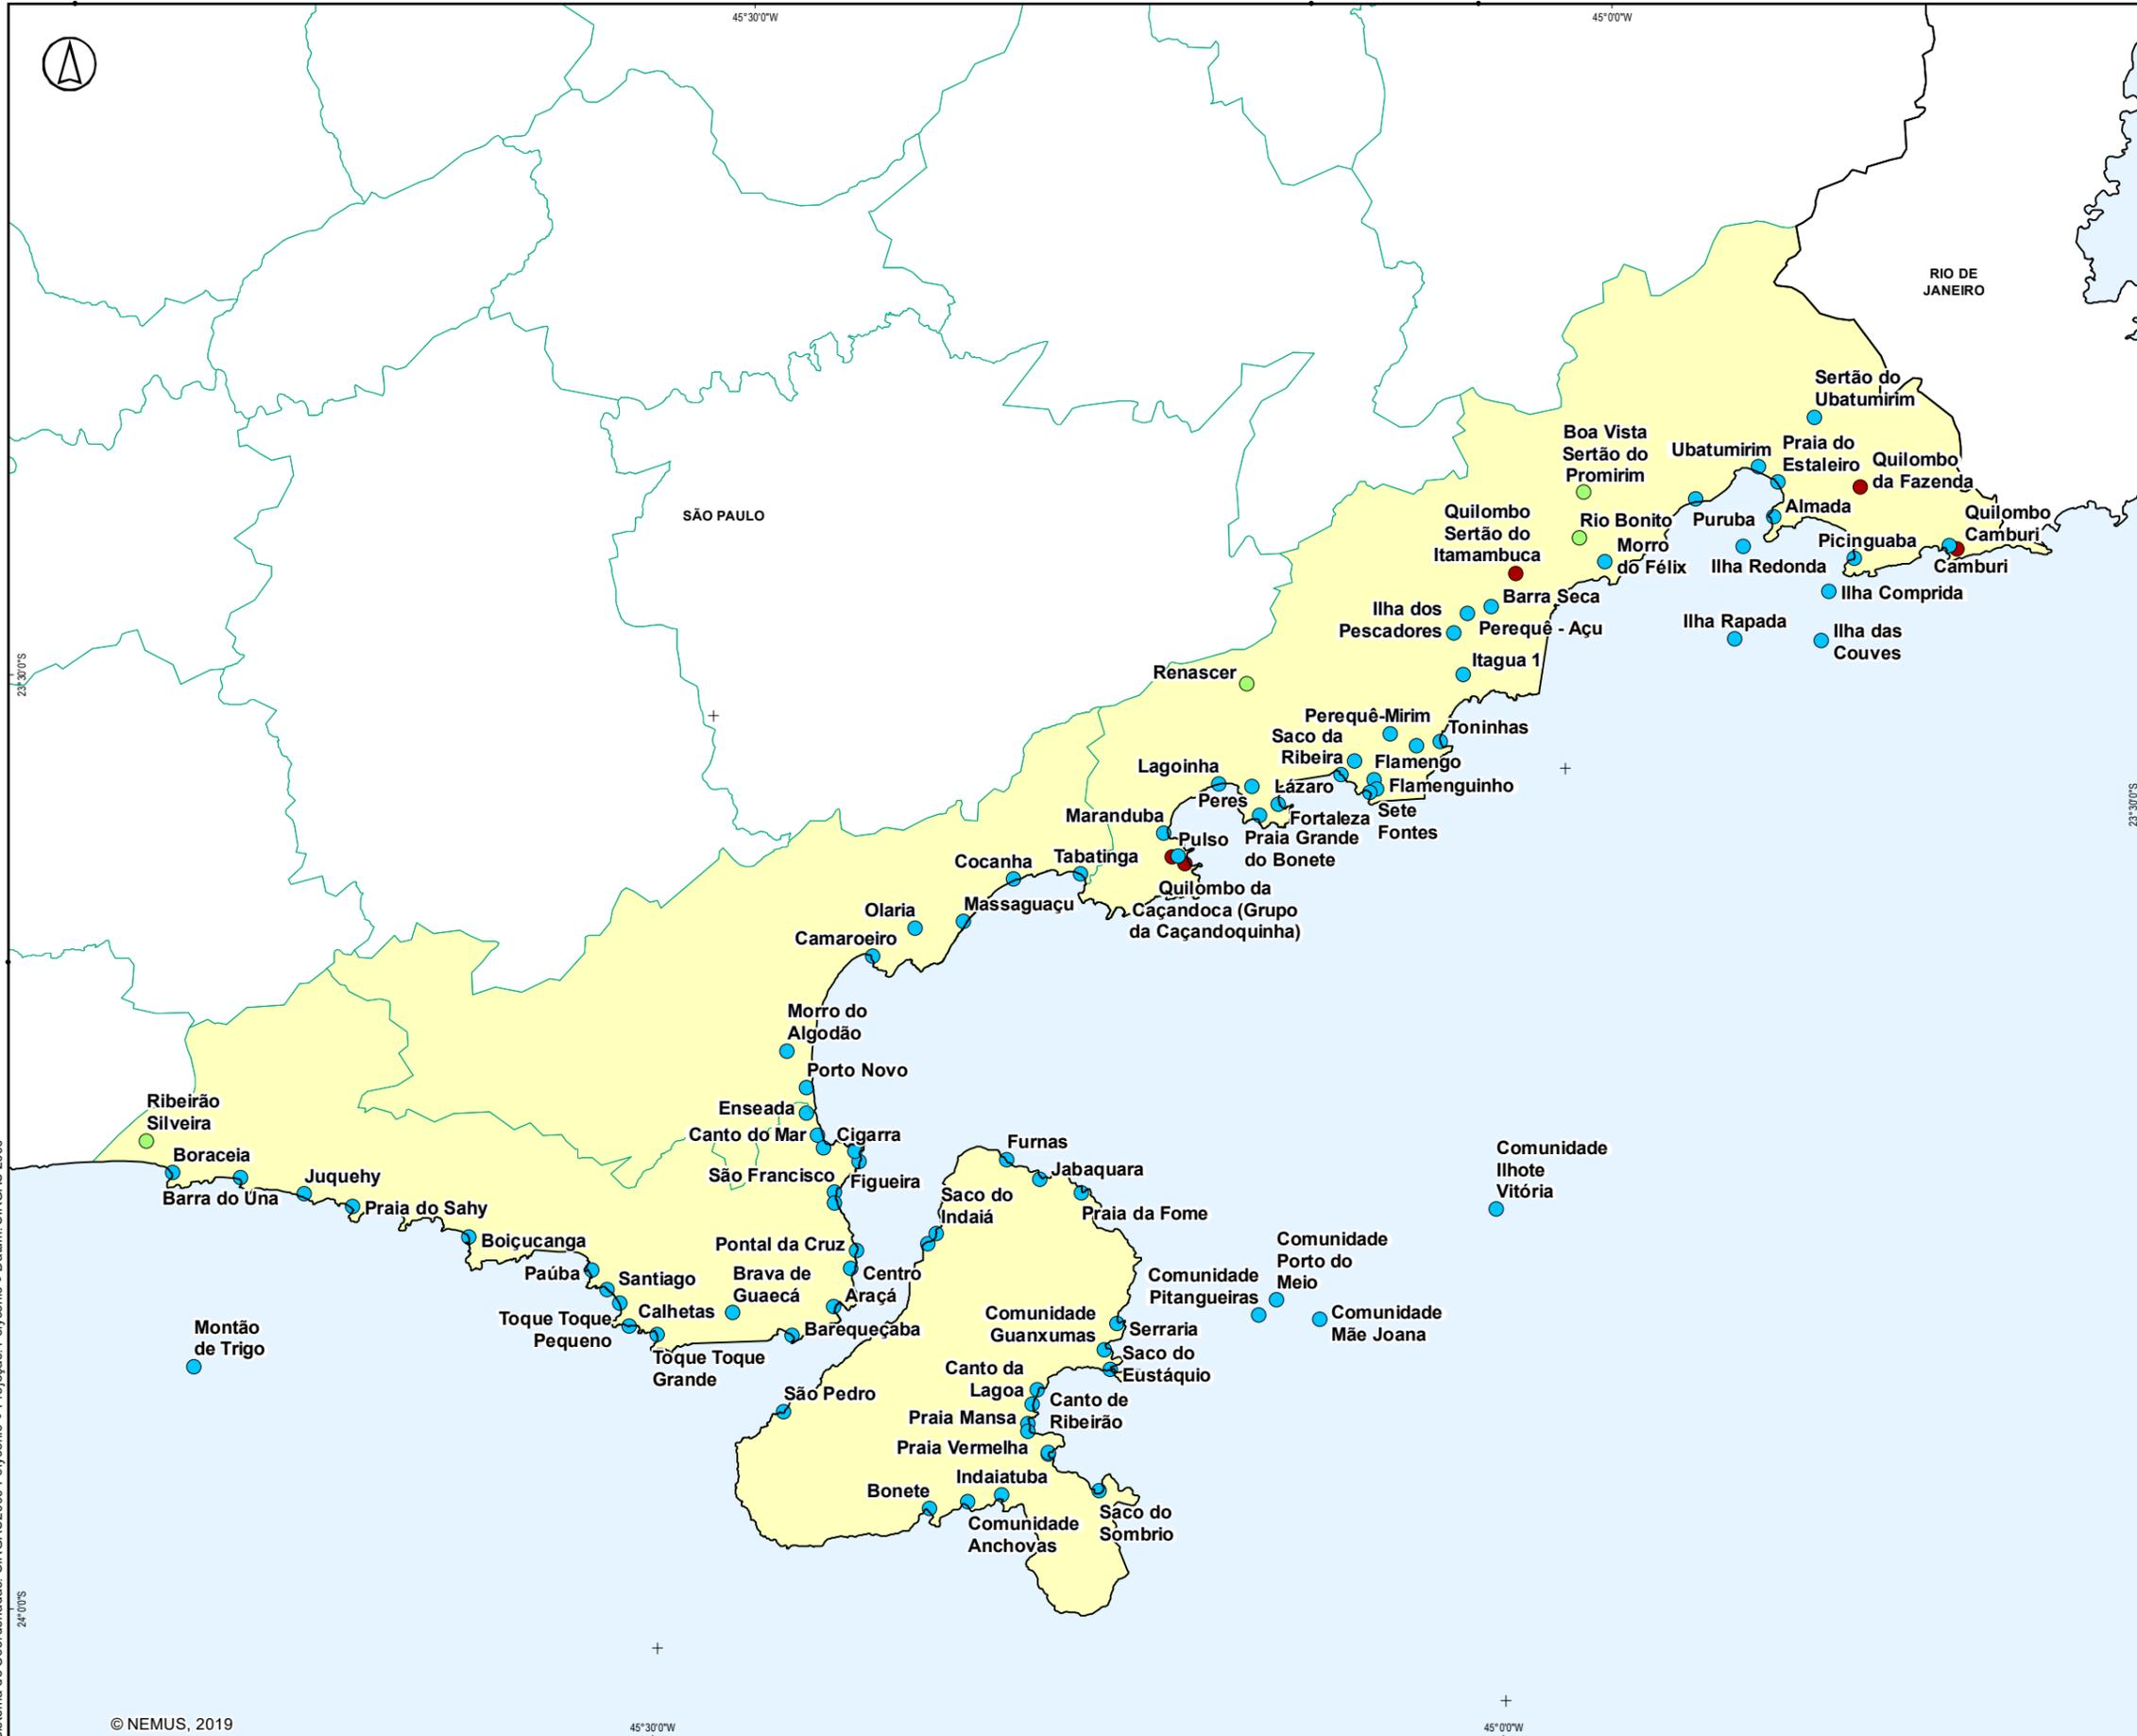 45°30'0"W
45°0'0"W
RIO DE
JANEIRO
SÃO PAULO
Sertão do
Ubatumirim
Boa Vista
Sertão do
Promirim
Ubatumirim
Praia do
Estaleiro
Quilombo
da Fazenda
Quilombo
Sertão do
Itamambuca
Rio Bonito
Puruba
Almada
Quilombo
Camburi
Morro
do Félix
Ilha Redonda
Picinguaba
Camburi
Ilha Comprida
Barra Seca
Ilha dos
Pescadores
Perequê - Açu
Ilha Rapada
Ilha das
Couves
Itagua 1
Renascer
23°30'0"S
Perequê-Mirim
Toninhas
Saco da
Ribeira
Flamengo
Lagoinha
Lázaro
Flamenguinho
Peres
Fortaleza
Sete
Fontes
Maranduba
Praia Grande
do Bonete
23°30'0"S
Pulso
Cocanha
Tabatinga
Quilombo da
Caçandoca (Grupo
da Caçandoquinha)
Olaria
Massaguaçu
Camaroeiro
Morro do
Algodão
Porto Novo
Ribeirão
Silveira
Enseada
Canto do Mar
Cigarra
Boraceia
Barra do Una
Juquehy
Praia do Sahy
São Francisco
Figueira
Furnas
Jabaquara
Praia da Fome
Saco do
Indaiá
Comunidade
Ilhote
Vitória
Boiçucanga
Paúba
Santiago
Pontal da Cruz
Brava de
Guaecá
Centro
Araçá
Toque Toque
Pequeno
Calhetas
Barequeçaba
Toque Toque
Grande
Montão
de Trigo
Comunidade
Porto do
Meio
Comunidade
Pitangueiras
Comunidade
Mãe Joana
Comunidade
Guanxumas
Serraria
Saco do
Eustáquio
São Pedro
Canto da
Lagoa
Canto de
Ribeirão
Praia Mansa
Praia Vermelha
Indaiatuba
Bonete
Comunidade
Anchovas
Saco do
Sombrio
24°0'0"S
© NEMUS, 2019
45°30'0"W
45°0'0"W